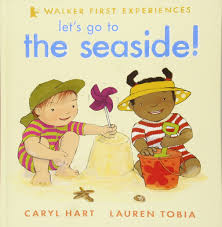 WALKER FIRST EXPERIENCES
let's go to
the seaside!
CARYL HART LAUREN TOBIA